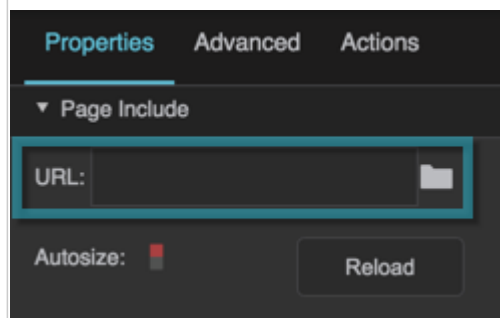 Properties Advanced Actions
Page Include
URL:
Autosize: Reload